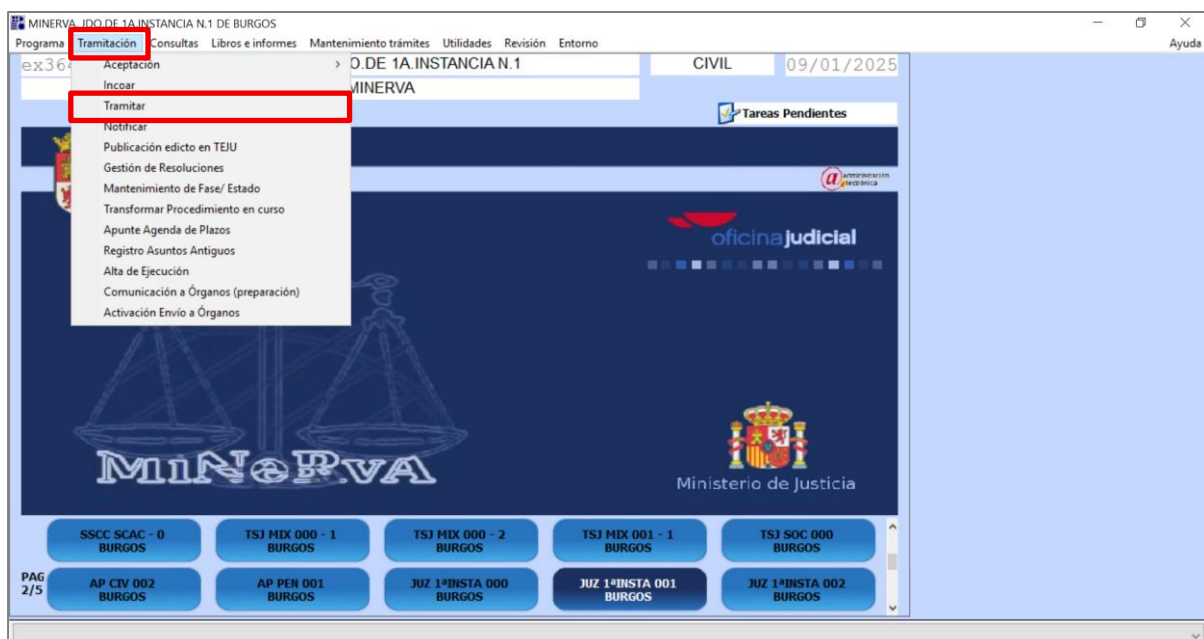 MINERVA JDO.DE 1A.INSTANCIA N.1 DE BURGOS
Programa Tramitación Consultas Libros e informes Mantenimiento trámites Utilidades Revisión Entorno Ayuda
ex36 O.DE 1A.INSTANCIA N.1 CIVIL 09/01/2025
MINERVA
Tareas Pendientes
Aceptación
Incoar
Tramitar
Notificar
Publicación edicto en TEJU
Gestión de Resoluciones
Mantenimiento de Fase/ Estado
Transformar Procedimiento en curso
Apunte Agenda de Plazos
Registro Asuntos Antiguos
Alta de Ejecución
Comunicación a Órganos (preparación)
Activación Envío a Órganos
administración
electrónica
oficinajudicial
MINeRVA
Ministerio de Justicia
SSCC SCAC - 0
BURGOS
TSJ MIX 000 - 1
BURGOS
TSJ MIX 000 - 2
BURGOS
TSJ MIX 001 - 1
BURGOS
TSJ SOC 000
BURGOS
PAG
2/5
AP CIV 002
BURGOS
AP PEN 001
BURGOS
JUZ 1ªINSTA 000
BURGOS
JUZ 1ªINSTA 001
BURGOS
JUZ 1ªINSTA 002
BURGOS